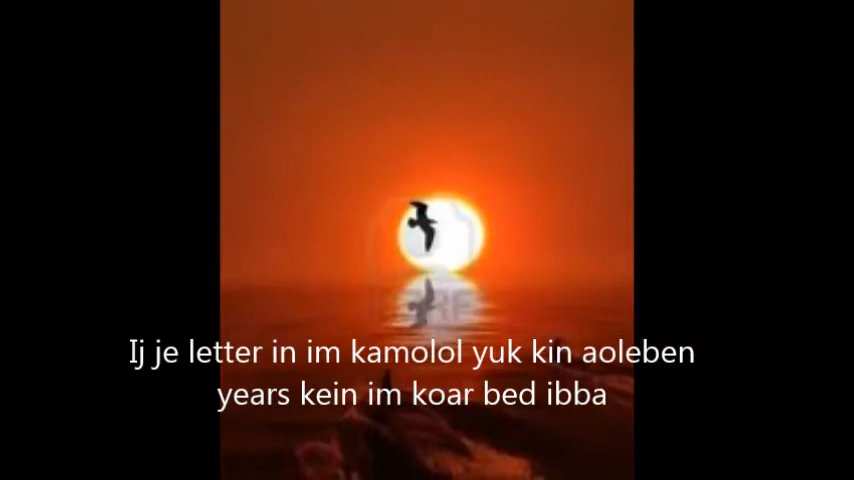 Ij je letter in im kamolol yuk kin aoleben
years kein im koar bed ibba